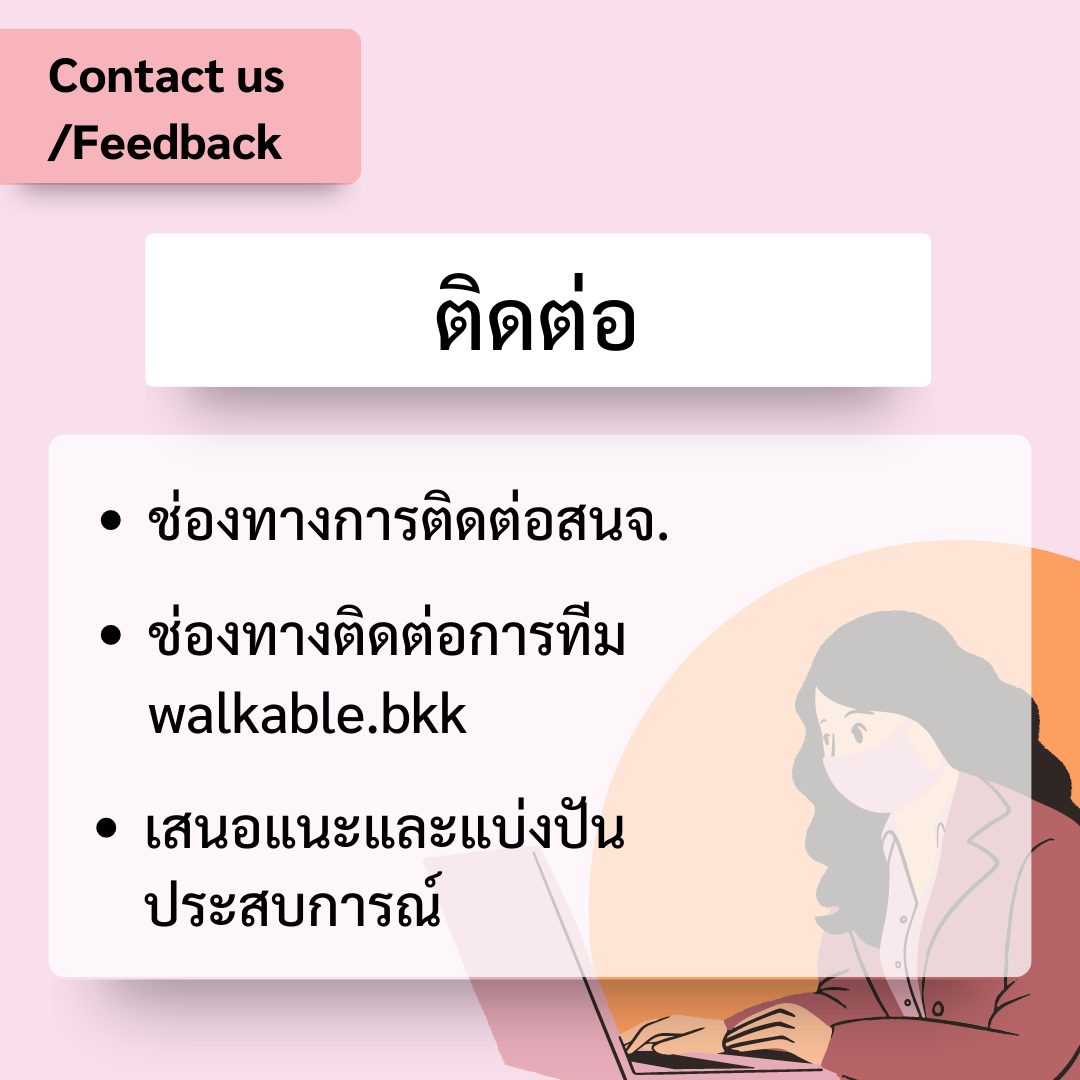 Contact us
/Feedback
ติดต่อ
• ช่องทางการติดต่อสนจ.
• ช่องทางติดต่อการทีม
walkable.bkk
• เสนอแนะและแบ่งปัน
ประสบการณ์